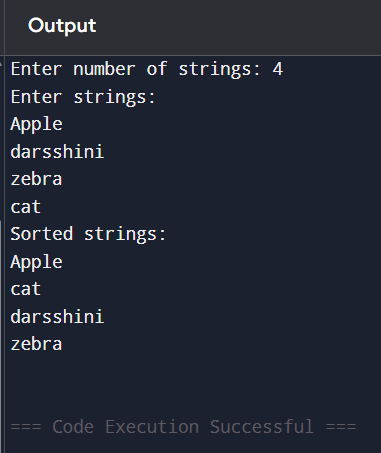 Output
Enter number of strings: 4
Enter strings:
Apple
darsshini
zebra
cat
Sorted strings:
Apple
cat
darsshini
zebra
=== Code Execution Successful ===